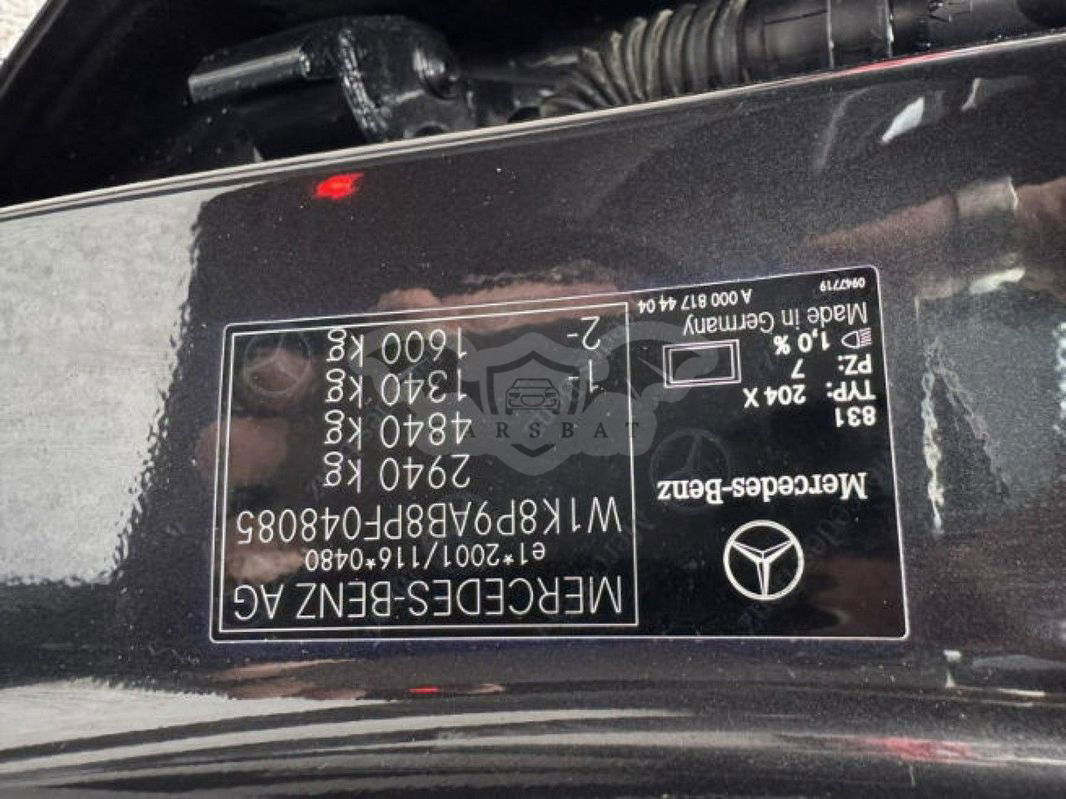 MERCEDES-BENZ AG
e1*2001/116*0480
W1K8P9AB8PF048085
2940 kg
4840 kg
1- 1340 kg
2- 1600 kg
Mercedes-Benz
831
TYP: 204 X
PZ: 7
1,0 %
Made in Germany
A 000 817 44 04
0947719
ARSBAT